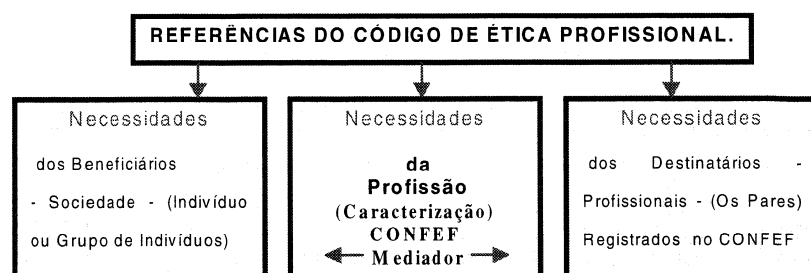 REFERÊNCIAS DO CÓDIGO DE ÉTICA PROFISSIONAL.
Necessidades
dos Beneficiários
- Sociedade - (Indivíduo
ou Grupo de Indivíduos)
Necessidades
da
Profissão
(Caracterização)
CONFEF
Mediador
Necessidades
dos Destinatários -
Profissionais - (Os Pares)
Registrados no CONFEF